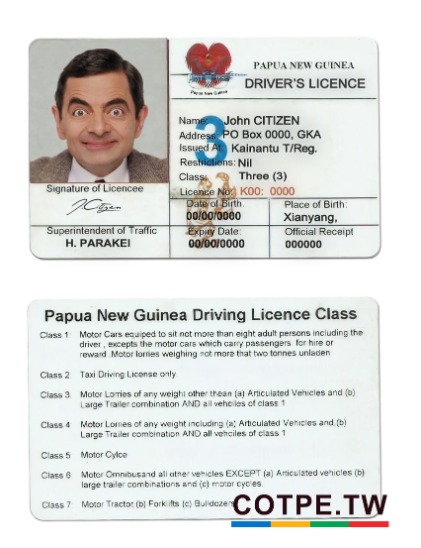 PAPUA NEW GUINEA
DRIVER'S LICENCE
Papua New Guinea
3
Name: John CITIZEN
Address: PO Box 0000, GKA
Issued At: Kainantu T/Reg.
Restrictions: Nil
Class: Three (3)
Licence No: K00: 0000
Signature of Licencee
J Citizen
Date of Birth:
00/00/0000
Place of Birth:
Xianyang,
Superintendent of Traffic
H. PARAKEI
Expiry Date:
00/00/0000
Official Receipt
000000
Papua New Guinea Driving Licence Class
Class 1 Motor Cars equiped to sit not more than eight adult persons including the
driver , excepts the motor cars which carry passengers for hire or
reward .Motor lorries weighing not more that two tonnes unladen
Class 2 Taxi Driving License only
Class 3 Motor Lorries of any weight other thean (a) Articulated Vehicles and (b)
Large Trailer combination AND all vehciles of class 1
Class 4 Motor Lorries of any weight including (a) Articulated Vehicles and (b)
Large Trailer combination AND all vehciles of class 1
Class 5 Motor Cylce
Class 6 Motor Omnibusand all other vehicles EXCEPT (a) Articulated vehicles (b)
large trailer combinations and (c) motor cycles.
Class 7 Motor Tractor (b) Forklifts (c) Bulldozen
COTPE.TW